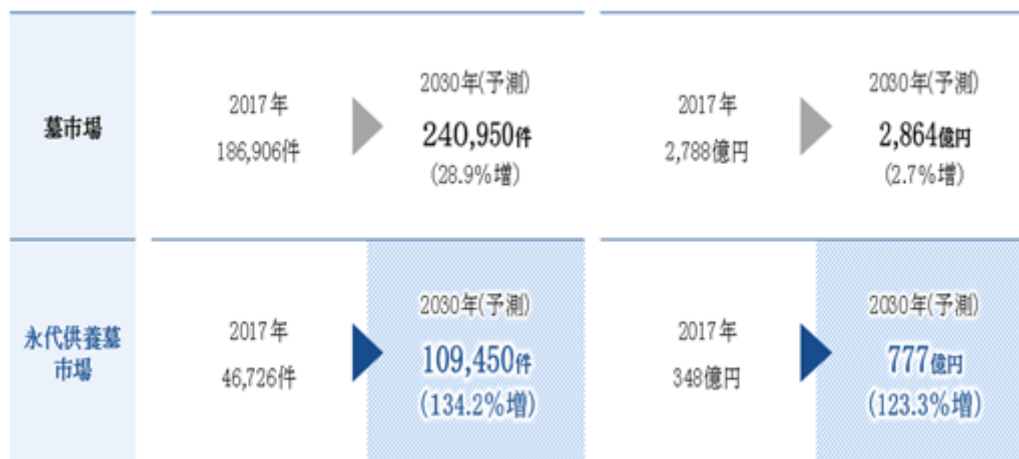 墓市場
2017年
186,906件
2030年(予測)
240,950件
(28.9%増)
2017年
2,788億円
2030年(予測)
2,864億円
(2.7%増)
永代供養墓
市場
2017年
46,726件
2030年(予測)
109,450件
(134.2%増)
2017年
348億円
2030年(予測)
777億円
(123.3%増)